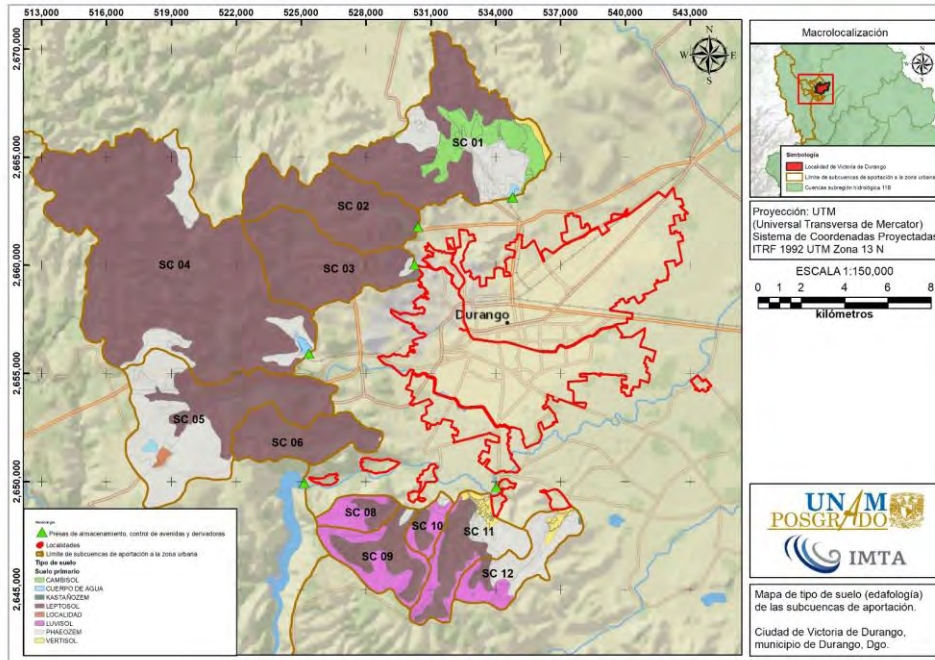 513,000 516,000 519,000 522,000 525,000 528,000 531,000 534,000 537,000 540,000 543,000
2,670,000
2,665,000
2,660,000
2,655,000
2,650,000
2,645,000
N
W E
S
SC 01
SC 02
SC 03
SC 04
Durango
SC 05
SC 06
SC 08
SC 10
SC 11
SC 09
SC 12
Presas de almacenamiento, control de avenidas y derivadoras
Localidades
Límite de subcuencas de aportación a la zona urbana
Tipo de suelo
Suelo primario
CAMBISOL
CUERPO DE AGUA
KASTAÑOZEM
LEPTOSOL
LOCALIDAD
LUVISOL
PHAEOZEM
VERTISOL
Macrolocalización
N
W E
S
Simbología
Localidad de Victoria de Durango
Límite de subcuencas de aportación a la zona urbana
Cuencas subregión hidrológica 11B
Proyección: UTM
(Universal Transversa de Mercator)
Sistema de Coordenadas Proyectadas
ITRF 1992 UTM Zona 13 N
ESCALA 1:150,000
0 1 2 4 6 8
kilómetros
UNAM
POSGRADO
IMTA
Mapa de tipo de suelo (edafología)
de las subcuencas de aportación.
Ciudad de Victoria de Durango,
municipio de Durango, Dgo.